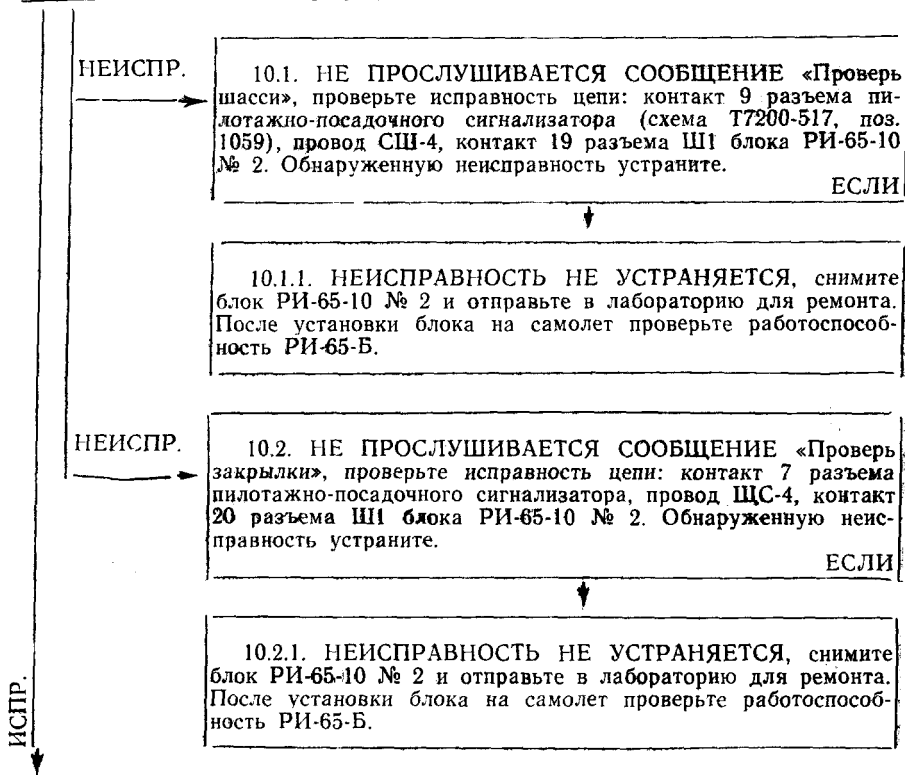 НЕИСПР.
10.1. НЕ ПРОСЛУШИВАЕТСЯ СООБЩЕНИЕ «Проверь
шасси», проверьте исправность цепи: контакт 9 разъема пи-
лотажно-посадочного сигнализатора (схема Т7200-517, поз.
1059), провод СШ-4, контакт 19 разъема Ш1 блока РИ-65-10
№ 2. Обнаруженную неисправность устраните.
ЕСЛИ
10.1.1. НЕИСПРАВНОСТЬ НЕ УСТРАНЯЕТСЯ, снимите
блок РИ-65-10 № 2 и отправьте в лабораторию для ремонта.
После установки блока на самолет проверьте работоспособ-
ность РИ-65-Б.
НЕИСПР.
10.2. НЕ ПРОСЛУШИВАЕТСЯ СООБЩЕНИЕ «Проверь
закрылки», проверьте исправность цепи: контакт 7 разъема
пилотажно-посадочного сигнализатора, провод ЩС-4, контакт
20 разъема Ш1 блока РИ-65-10 № 2. Обнаруженную неис-
правность устраните.
ЕСЛИ
10.2.1. НЕИСПРАВНОСТЬ НЕ УСТРАНЯЕТСЯ, снимите
блок РИ-65-10 № 2 и отправьте в лабораторию для ремонта.
После установки блока на самолет проверьте работоспособ-
ность РИ-65-Б.
ИСПР.